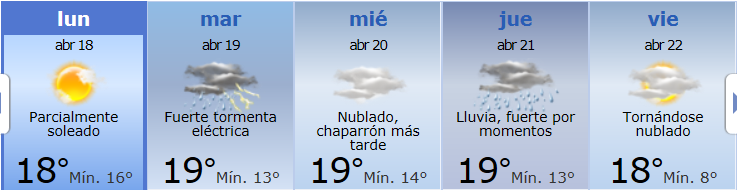 lun
abr 18
Parcialmente
soleado
18° Mín. 16°
mar
abr 19
Fuerte tormenta
eléctrica
19° Mín. 13°
mié
abr 20
Nublado,
chaparrón más
tarde
19° Mín. 14°
jue
abr 21
Lluvia, fuerte por
momentos
19° Mín. 13°
vie
abr 22
Tornándose
nublado
18° Mín. 8°